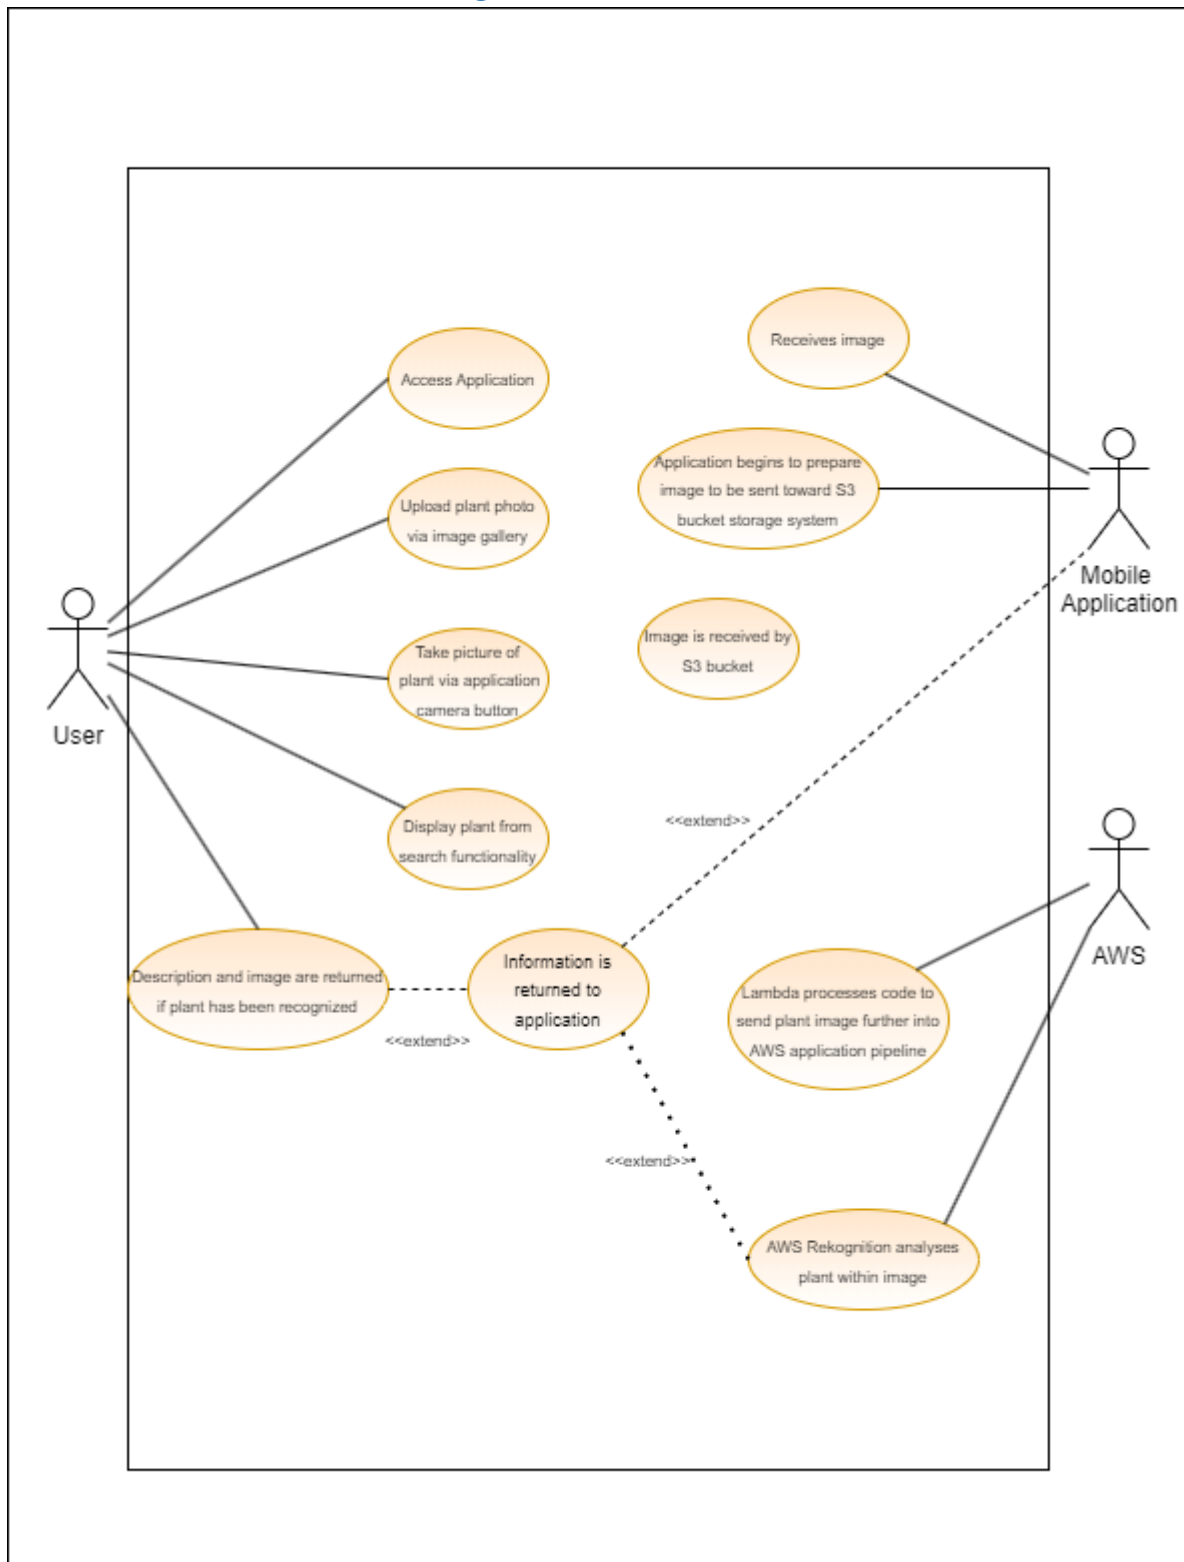 Access Application
Upload plant photo
via image gallery
Take picture of
plant via application
camera button
Display plant from
search functionality
Description and image are returned
if plant has been recognized
User
<<extend>>
Information is
returned to
application
Receives image
Application begins to prepare
image to be sent toward S3
bucket storage system
Image is received by
S3 bucket
Mobile
Application
<<extend>>
AWS
Lambda processes code to
send plant image further into
AWS application pipeline
<<extend>>
AWS Rekognition analyses
plant within image